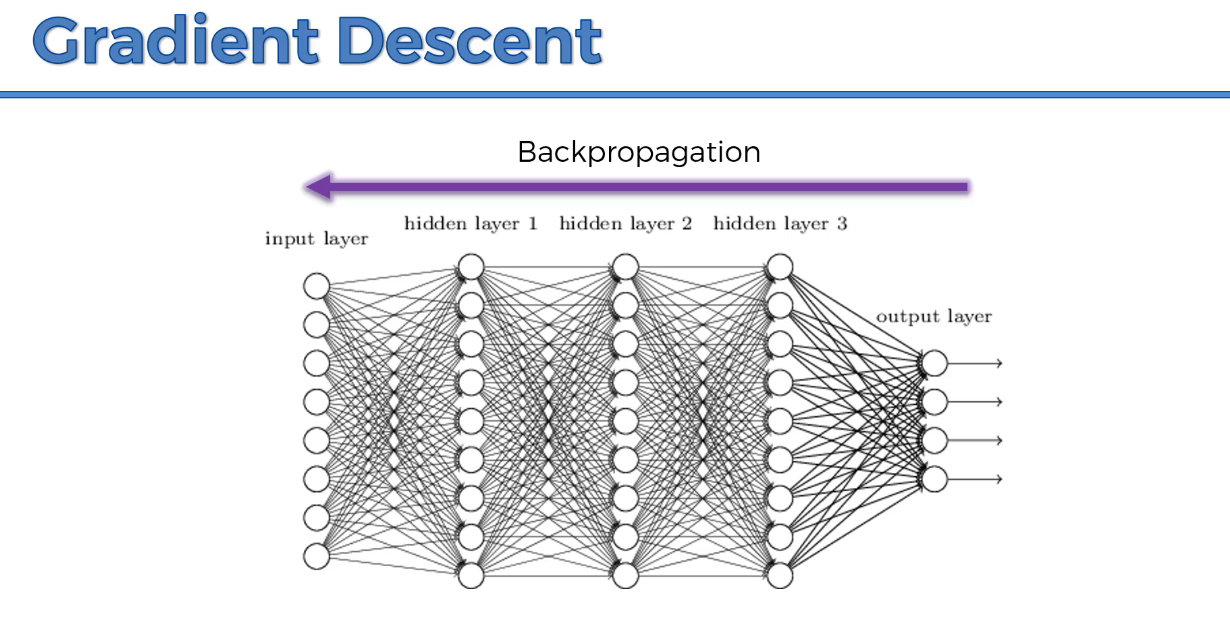 Gradient Descent
Backpropagation
hidden layer 1 hidden layer 2 hidden layer 3
input layer
output layer